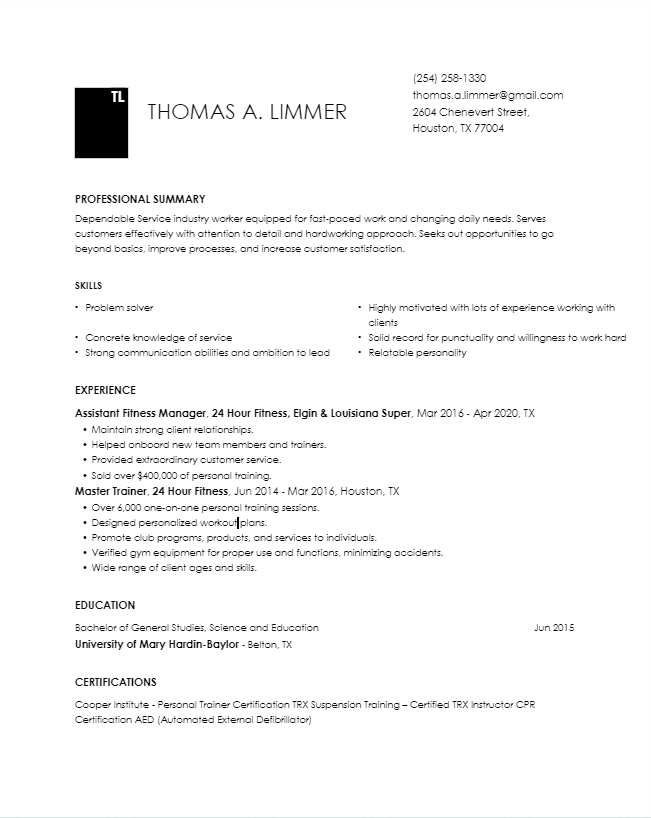 TL
THOMAS A. LIMMER
(254) 258-1330
thomas.a.limmer@gmail.com
2604 Chenevert Street,
Houston, TX 77004
PROFESSIONAL SUMMARY
Dependable Service industry worker equipped for fast-paced work and changing daily needs. Serves
customers effectively with attention to detail and hardworking approach. Seeks out opportunities to go
beyond basics, improve processes, and increase customer satisfaction.
SKILLS
• Problem solver
• Concrete knowledge of service
• Strong communication abilities and ambition to lead
• Highly motivated with lots of experience working with
clients
• Solid record for punctuality and willingness to work hard
• Relatable personality
EXPERIENCE
Assistant Fitness Manager, 24 Hour Fitness, Elgin & Louisiana Super, Mar 2016 - Apr 2020, TX
• Maintain strong client relationships.
• Helped onboard new team members and trainers.
• Provided extraordinary customer service.
• Sold over $400,000 of personal training.
Master Trainer, 24 Hour Fitness, Jun 2014 - Mar 2016, Houston, TX
• Over 6,000 one-on-one personal training sessions.
• Designed personalized workout plans.
• Promote club programs, products, and services to individuals.
• Verified gym equipment for proper use and functions, minimizing accidents.
• Wide range of client ages and skills.
EDUCATION
Bachelor of General Studies, Science and Education Jun 2015
University of Mary Hardin-Baylor - Belton, TX
CERTIFICATIONS
Cooper Institute - Personal Trainer Certification TRX Suspension Training – Certified TRX Instructor CPR
Certification AED (Automated External Defibrillator)